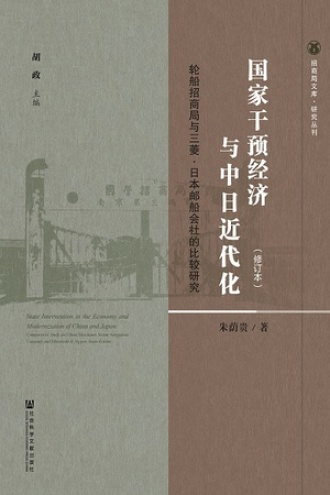 招商局文库·研究丛刊
国家干预经济
与中日近代化
(修订本)
轮船招商局与三菱·日本邮船会社的比较研究
朱荫贵/著
胡政 主编
State Intervention in the Economy and
Modernization of China and Japan
社会科学文献出版社